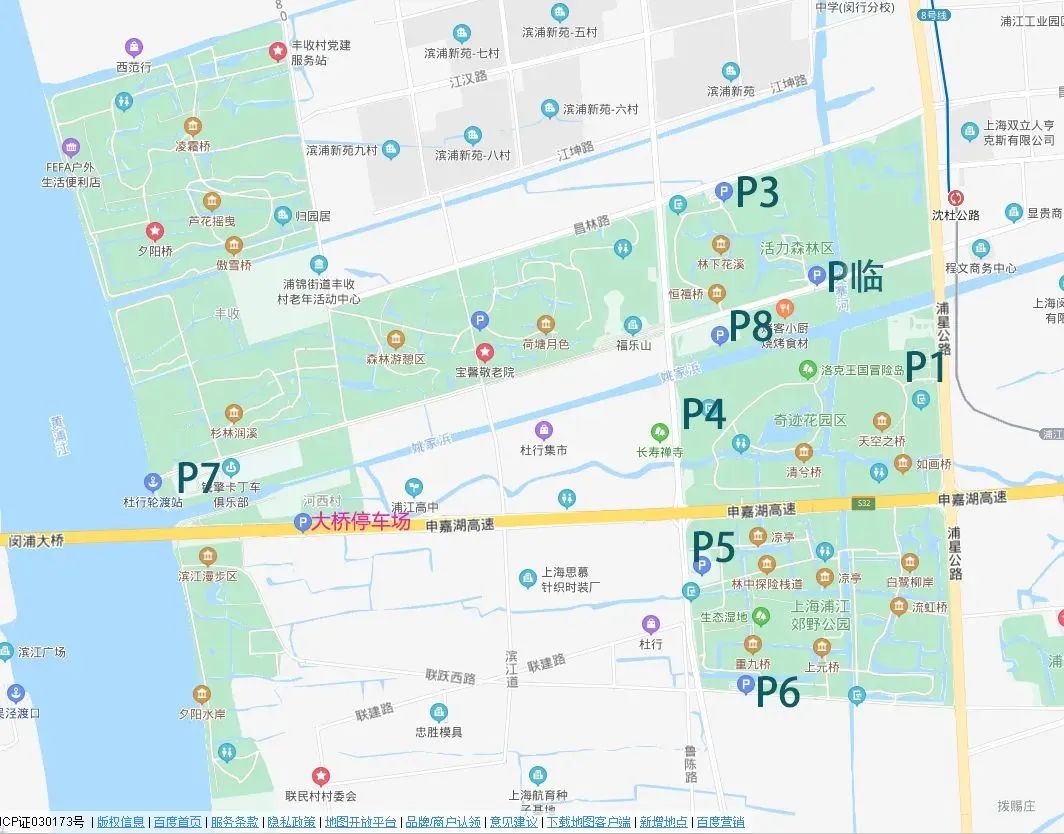 80
中学(闵行分校)
8号线
浦江工业园区
滨浦新苑-五村
西范行
丰收村党建
服务站
滨浦新苑-七村
江汉路
滨浦新苑
江坤路
滨浦新苑-六村
凌霜桥
滨浦新苑九村
滨浦新苑-八村
江坤路
上海双立人亨
克斯有限公司
FEFA户外
生活便利店
芦花摇曳
归园居
昌林路
P3
沈杜公路
显贵商
夕阳桥
傲雪桥
林下花溪
活力森林区
程文商务中心
浦锦街道丰收
村老年活动中心
恒禧桥
P临
丰收
浦星公路
荷塘月色
福乐山
P8
客小厨
烧烤食材
森林游憩区
宝馨敬老院
姚家浜
洛克王国冒险岛
P1
杉林涧溪
黄浦江
姚家浜
杜行集市
长寿禅寺
P4
奇迹花园区
天空之桥
浦江
清兮桥
如画桥
P7
杜行轮渡站
卡丁车
俱乐部
河西村
浦江高中
大桥停车场
申嘉湖高速
申嘉湖高速
S32
申嘉湖高速
闵浦大桥
滨江漫步区
P5
凉亭
浦星公路
上海思慕
针织时装厂
林中探险栈道
凉亭
白鹭柳岸
生态湿地
上海浦江
郊野公园
流虹桥
滨江广场
杜行
联建路
滨江道
联跃西路
重九桥
上元桥
P6
吴泾渡口
夕阳水岸
联建路
忠胜模具
鲁陈路
联民村村委会
上海航育种
子基地
拨赐庄
ICP证030173号 | 版权信息 | 百度首页 | 服务条款 | 隐私政策 | 地图开放平台 | 品牌/商户认领 | 意见建议 | 下载地图客户端 | 新增地点 | 百度营销